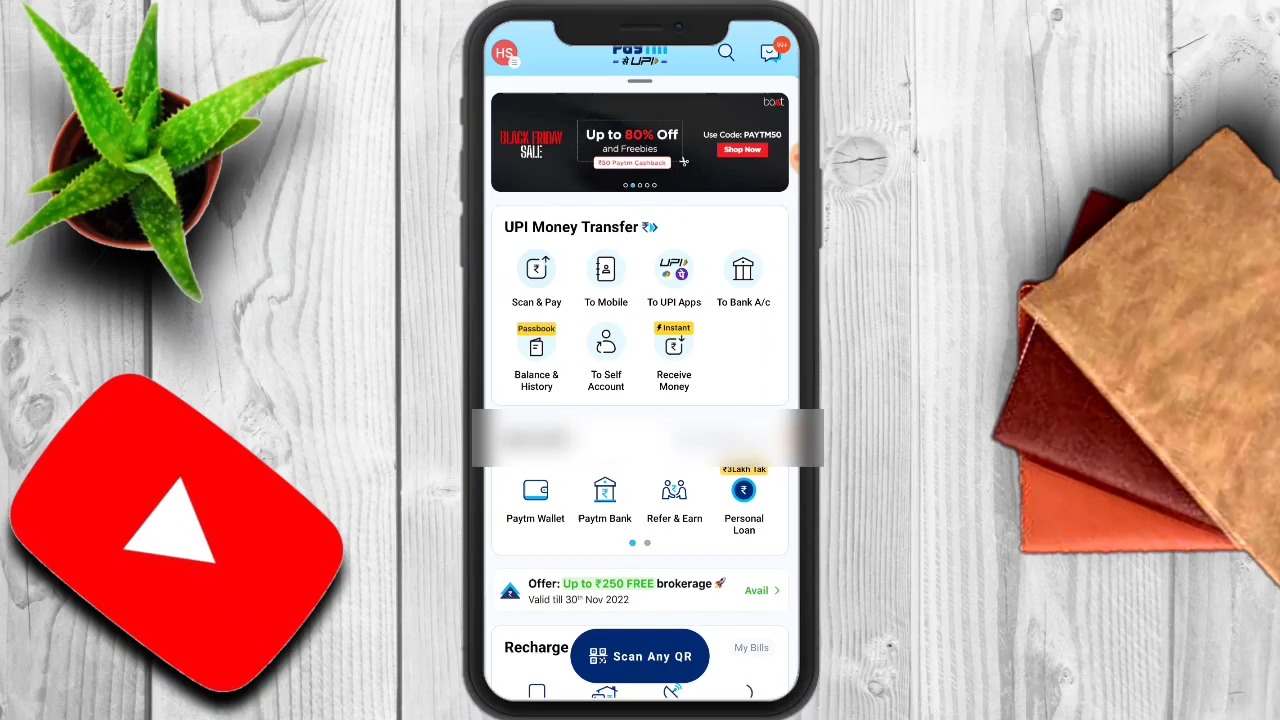 HS
Paytm
UPI
99+
boAt
BLACK FRIDAY
SALE
Up to 80% Off
and Freebies
₹50 Paytm Cashback
Use Code: PAYTM50
Shop Now
UPI Money Transfer
Scan & Pay
To Mobile
UPI
To UPI Apps
To Bank A/c
Passbook
Balance &
History
To Self
Account
Instant
Receive
Money
₹3Lakh Tak
Paytm Wallet
Paytm Bank
Refer & Earn
Personal
Loan
Offer: Up to ₹250 FREE brokerage 🚀
Valid till 30th Nov 2022
Avail
Recharge
My Bills
Scan Any QR